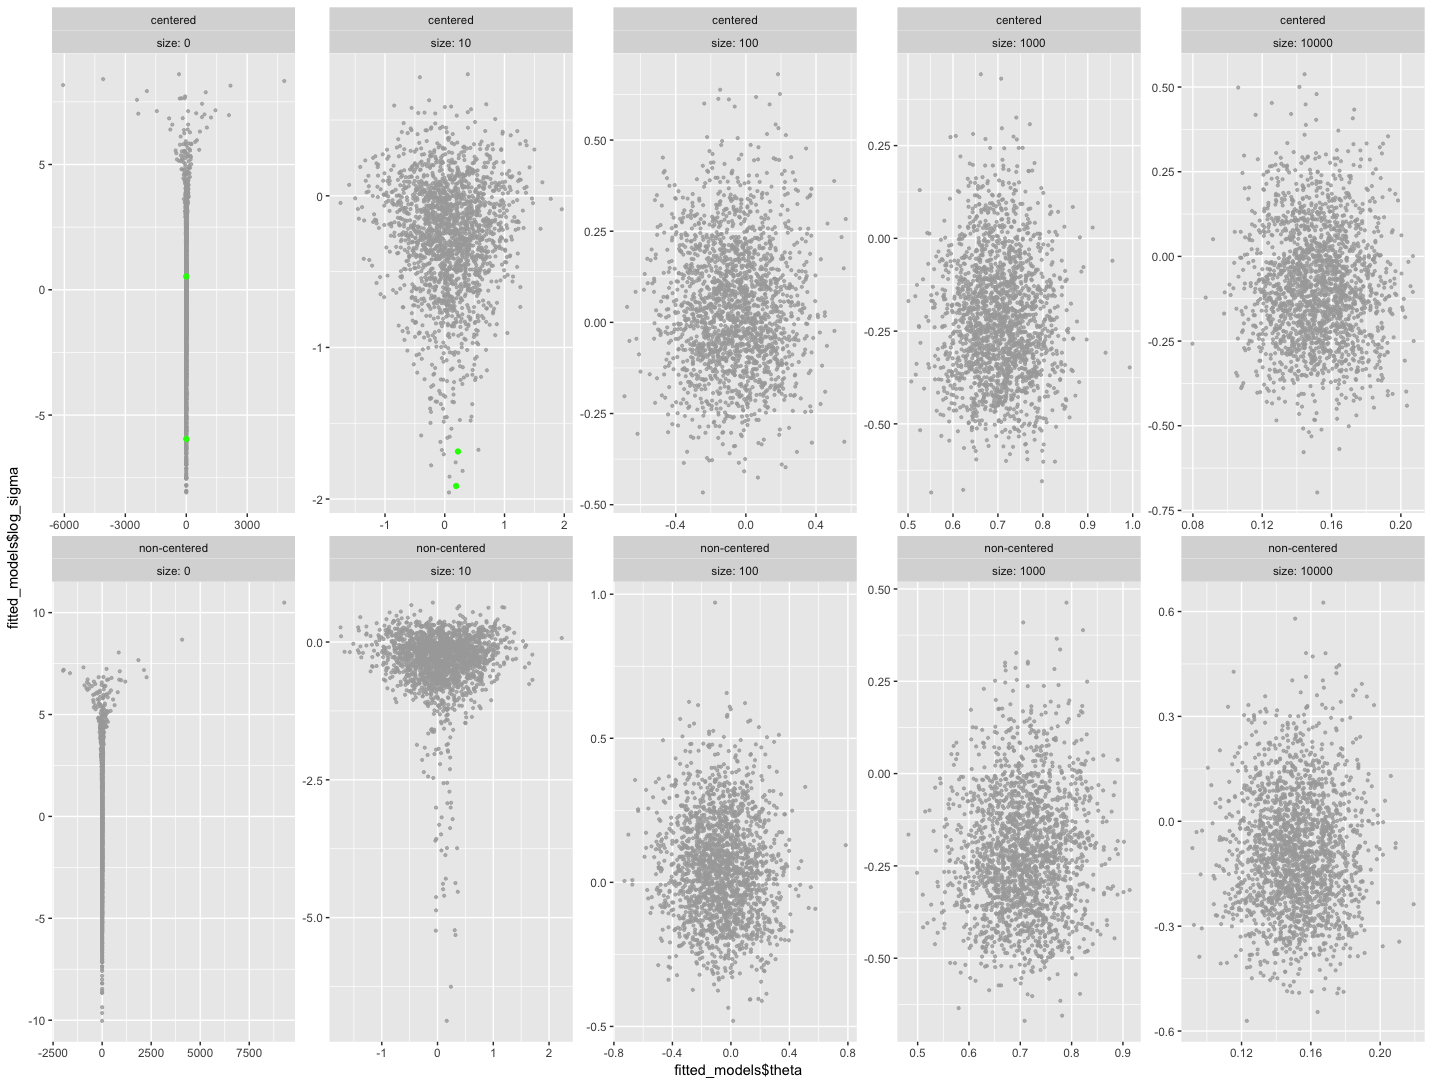 centered centered centered centered centered
size: 0 size: 10 size: 100 size: 1000 size: 10000
5 0 -5
0 -1 -2
0.50 0.25 0.00 -0.25 -0.50
0.25 0.00 -0.25 -0.50
0.50 0.25 0.00 -0.25 -0.50 -0.75
-6000 -3000 0 3000 -1 0 1 2 -0.4 0.0 0.4 0.5 0.6 0.7 0.8 0.9 1.0 0.08 0.12 0.16 0.20
fitted_models$log_sigma
non-centered non-centered non-centered non-centered non-centered
size: 0 size: 10 size: 100 size: 1000 size: 10000
10 5 0 -5 -10
0.0 -2.5 -5.0
1.0 0.5 0.0 -0.5
0.50 0.25 0.00 -0.25 -0.50
0.6 0.3 0.0 -0.3 -0.6
-2500 0 2500 5000 7500 -1 0 1 2 -0.8 -0.4 0.0 0.4 0.8 0.5 0.6 0.7 0.8 0.9 0.12 0.16 0.20
fitted_models$theta